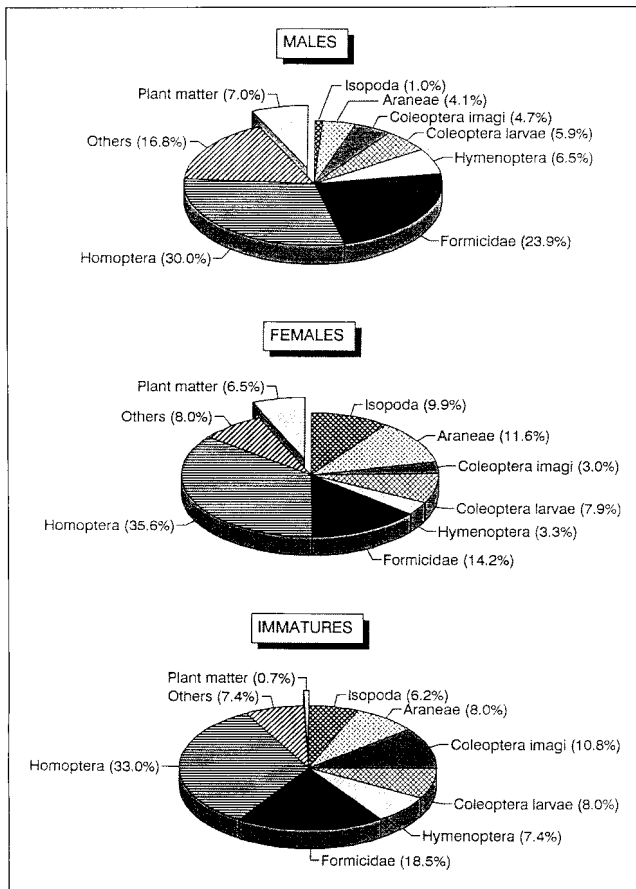 MALES
Plant matter (7.0%)
Isopoda (1.0%)
Araneae (4.1%)
Coleoptera imagi (4.7%)
Coleoptera larvae (5.9%)
Others (16.8%)
Hymenoptera (6.5%)
Homoptera (30.0%)
Formicidae (23.9%)
FEMALES
Plant matter (6.5%)
Isopoda (9.9%)
Others (8.0%)
Araneae (11.6%)
Coleoptera imagi (3.0%)
Homoptera (35.6%)
Coleoptera larvae (7.9%)
Hymenoptera (3.3%)
Formicidae (14.2%)
IMMATURES
Plant matter (0.7%)
Others (7.4%)
Isopoda (6.2%)
Araneae (8.0%)
Homoptera (33.0%)
Coleoptera imagi (10.8%)
Coleoptera larvae (8.0%)
Hymenoptera (7.4%)
Formicidae (18.5%)